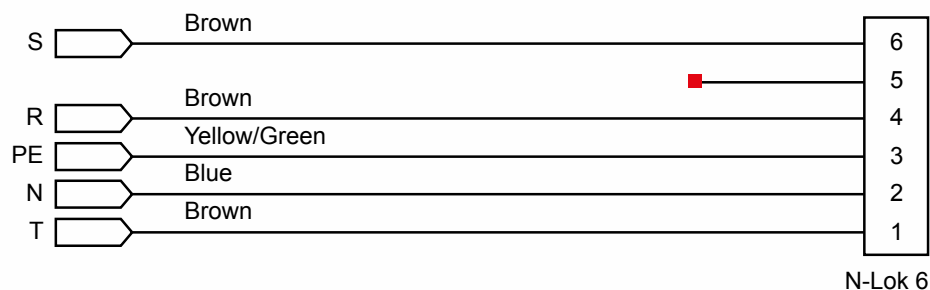 Brown
S 6
5
Brown
R 4
Yellow/Green
PE 3
Blue
N 2
Brown
T 1
N-Lok 6